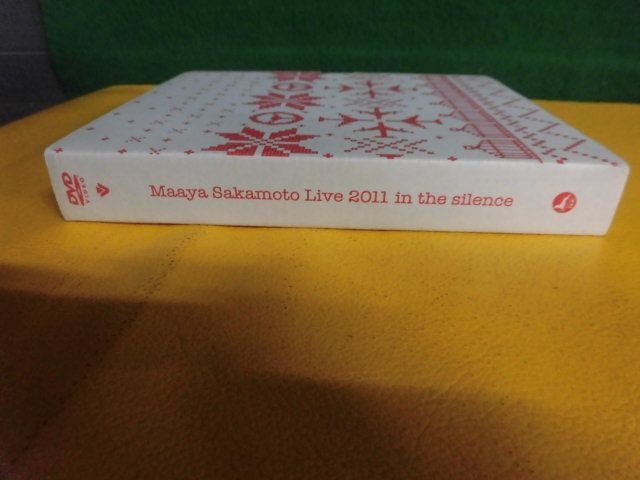 DVD
VIDEO
Maaya Sakamoto Live 2011 in the silence